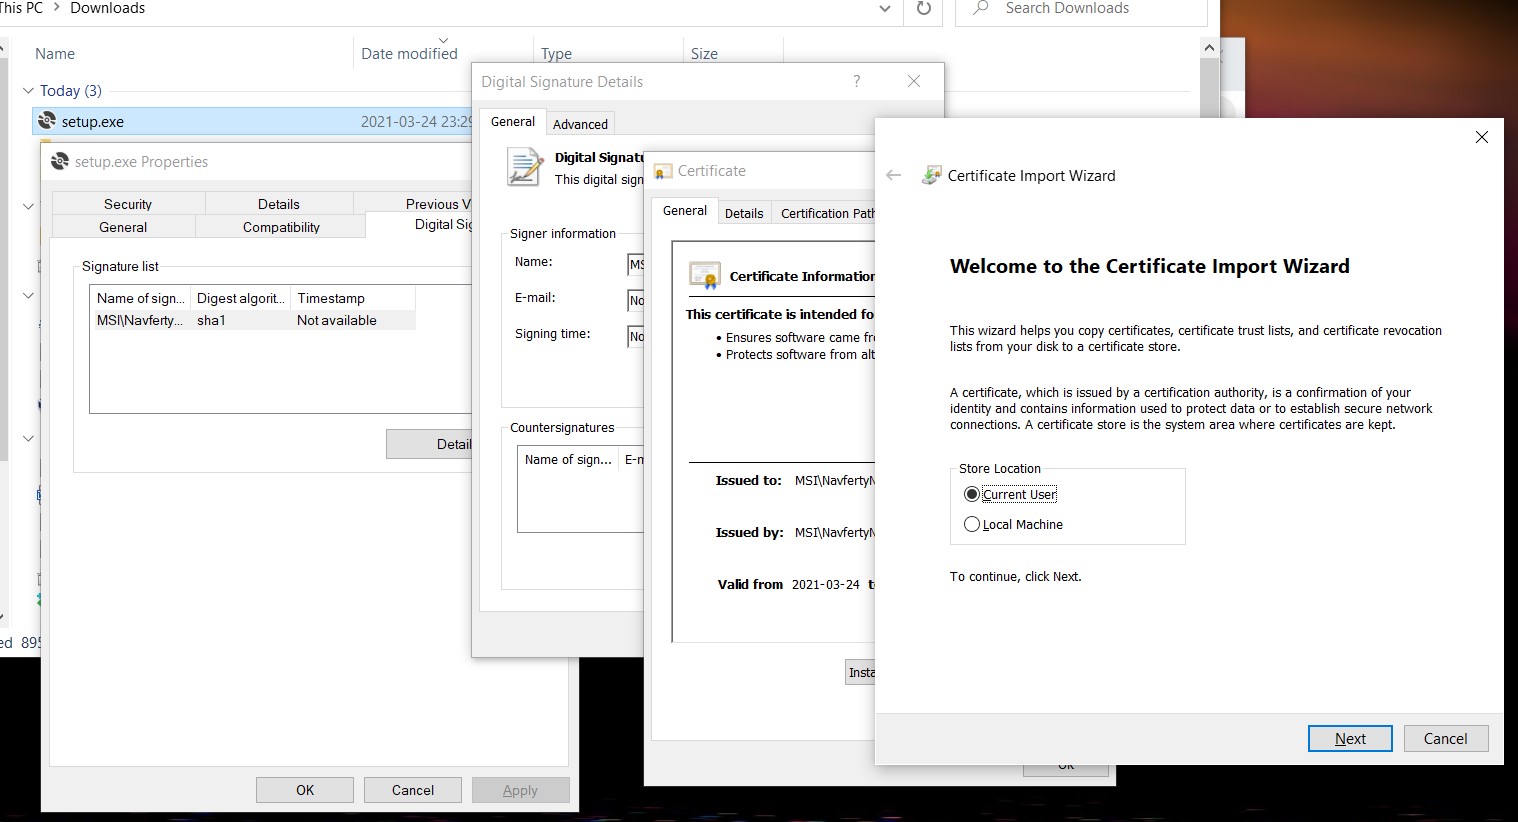 This PC > Downloads
Search Downloads
Name
Date modified
Type
Size
Today (3)
setup.exe
2021-03-24 23:29
setup.exe Properties
Security
Details
Previous V
General
Compatibility
Digital Sig
Signature list
Name of sign...
Digest algorit...
Timestamp
MSI\Navferty...
sha1
Not available
Detail
OK
Cancel
Apply
Digital Signature Details
?
General
Advanced
Digital Signatu
This digital sign
Signer information
Name:
MS
E-mail:
No
Signing time:
No
Countersignatures
Name of sign...
E-m
Certificate
General
Details
Certification Path
Certificate Information
This certificate is intended fo
• Ensures software came fr
• Protects software from alt
Issued to: MSI\NavfertyN
Issued by: MSI\NavfertyN
Valid from 2021-03-24 t
Insta
OK
Certificate Import Wizard
Welcome to the Certificate Import Wizard
This wizard helps you copy certificates, certificate trust lists, and certificate revocation
lists from your disk to a certificate store.
A certificate, which is issued by a certification authority, is a confirmation of your
identity and contains information used to protect data or to establish secure network
connections. A certificate store is the system area where certificates are kept.
Store Location
Current User
Local Machine
To continue, click Next.
Next
Cancel
ed 895